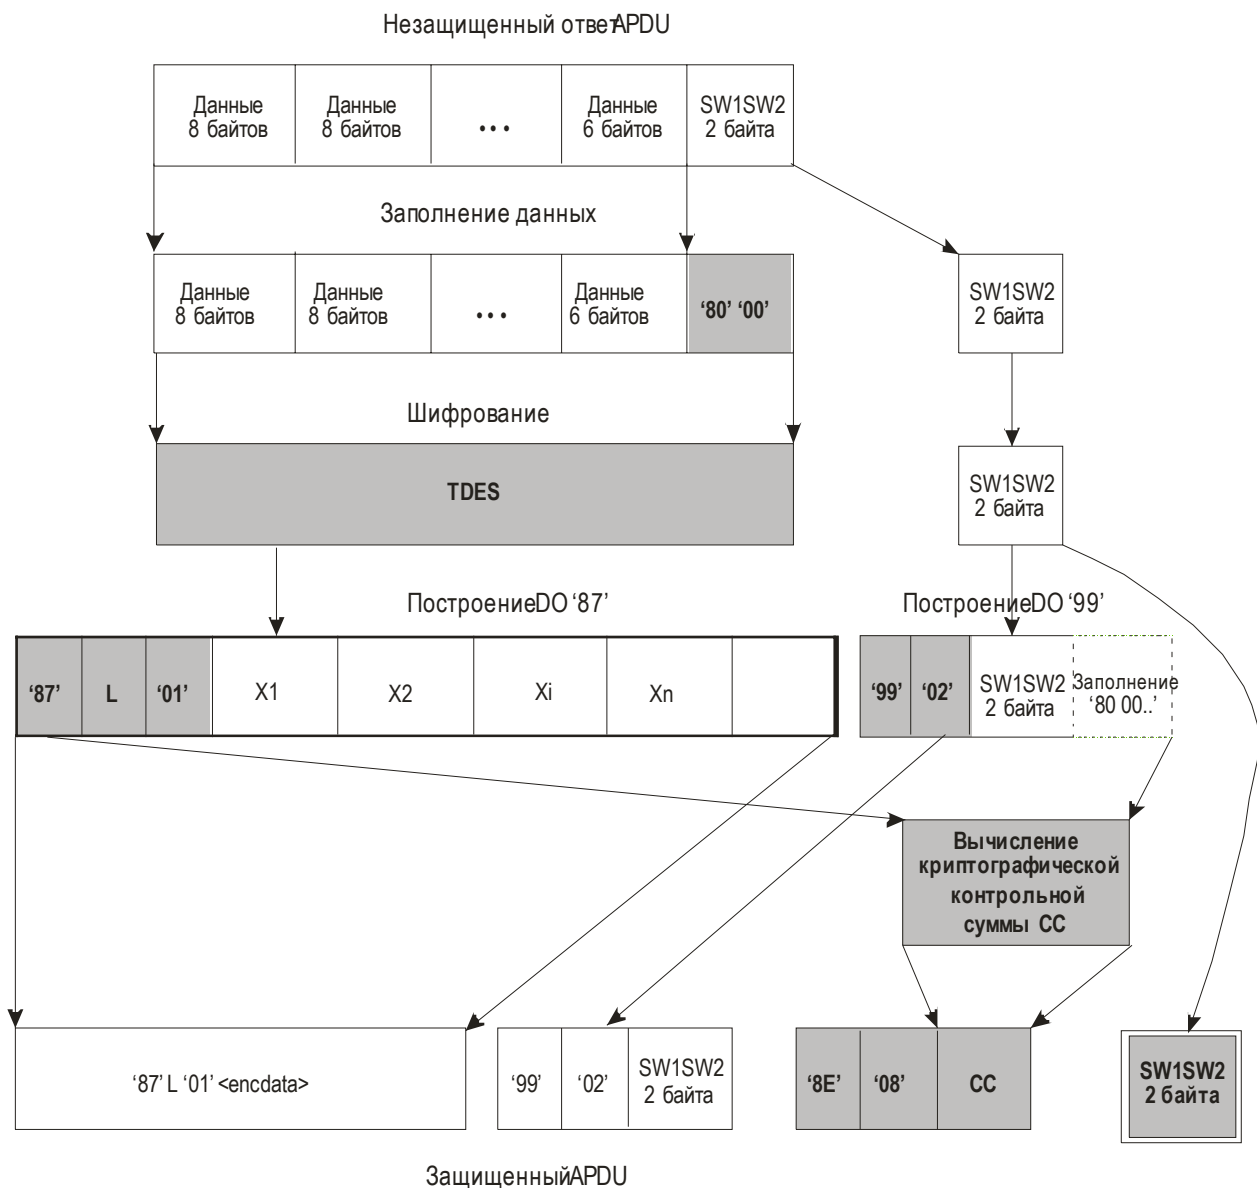 Незащищенный ответAPDU
Данные
8 байтов
Данные
8 байтов
...
Данные
6 байтов
SW1SW2
2 байта
Заполнение данных
Данные
8 байтов
Данные
8 байтов
...
Данные
6 байтов
‘80’ ‘00’
SW1SW2
2 байта
Шифрование
TDES
SW1SW2
2 байта
ПостроениеDO ‘87’
ПостроениеDO ‘99’
‘87’
L
‘01’
X1
X2
Xi
Xn
‘99’
‘02’
SW1SW2
2 байта
Заполнение
‘80 00..’
Вычисление
криптографической
контрольной
суммы CC
‘87’ L ‘01’ <encdata>
‘99’
‘02’
SW1SW2
2 байта
‘8E’
‘08’
CC
SW1SW2
2 байта
ЗащищенныйAPDU